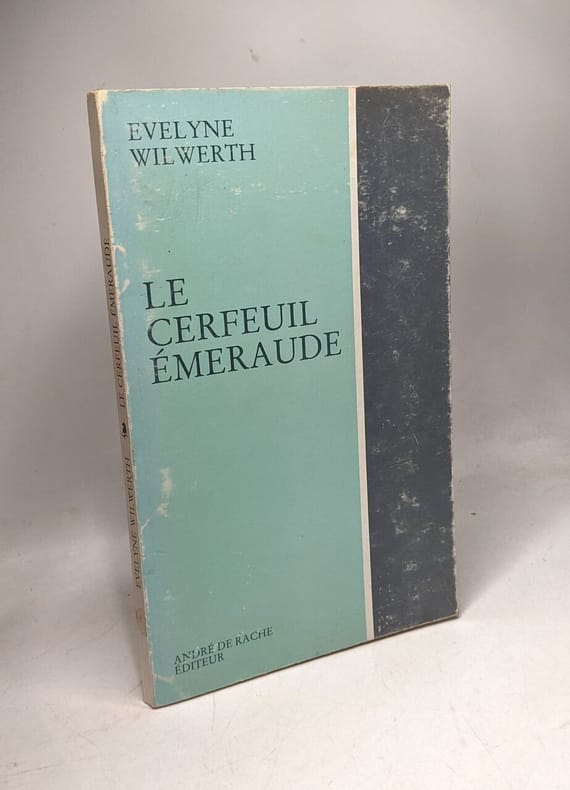 EVELYNE
WILWERTH
LE
CERFEUIL
ÉMERAUDE
ANDRÉ DE RACHE
ÉDITEUR
EVELYNE WILWERTH LE CERFEUIL ÉMERAUDE